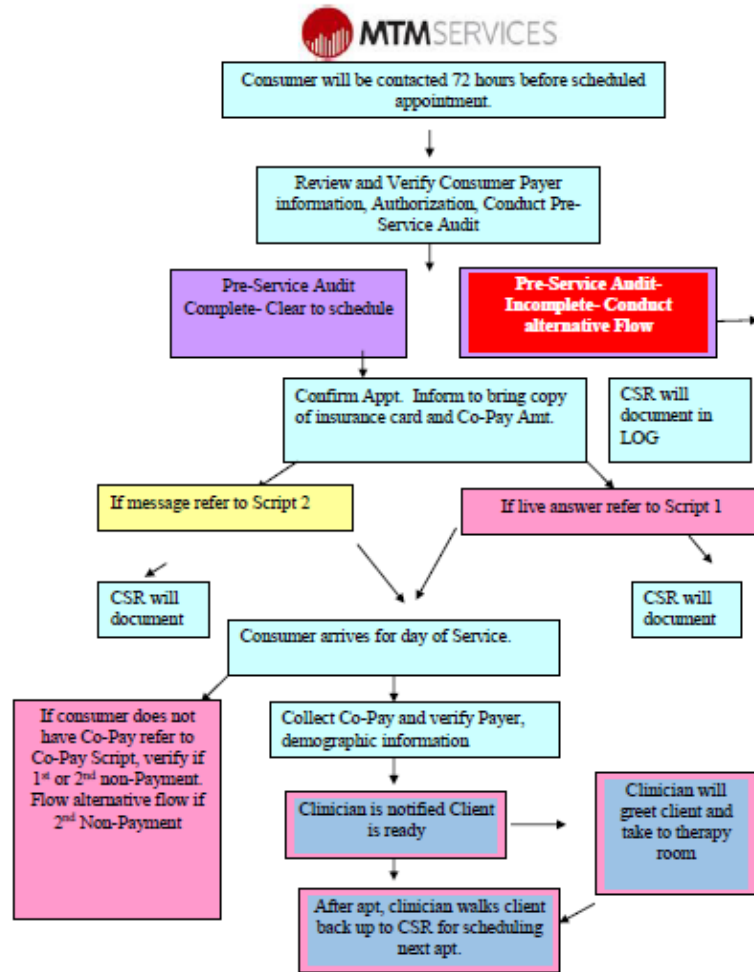 MTMSERVICES
Consumer will be contacted 72 hours before scheduled
appointment.
Review and Verify Consumer Payer
information, Authorization, Conduct Pre-
Service Audit
Pre-Service Audit
Complete- Clear to schedule
Pre-Service Audit-
Incomplete- Conduct
alternative Flow
Confirm Appt. Inform to bring copy
of insurance card and Co-Pay Amt.
CSR will
document in
LOG
If message refer to Script 2
If live answer refer to Script 1
CSR will
document
CSR will
document
Consumer arrives for day of Service.
If consumer does not
have Co-Pay refer to
Co-Pay Script, verify if
1st or 2nd non-Payment.
Flow alternative flow if
2nd Non-Payment
Collect Co-Pay and verify Payer,
demographic information
Clinician is notified Client
is ready
Clinician will
greet client and
take to therapy
room
After apt, clinician walks client
back up to CSR for scheduling
next apt.